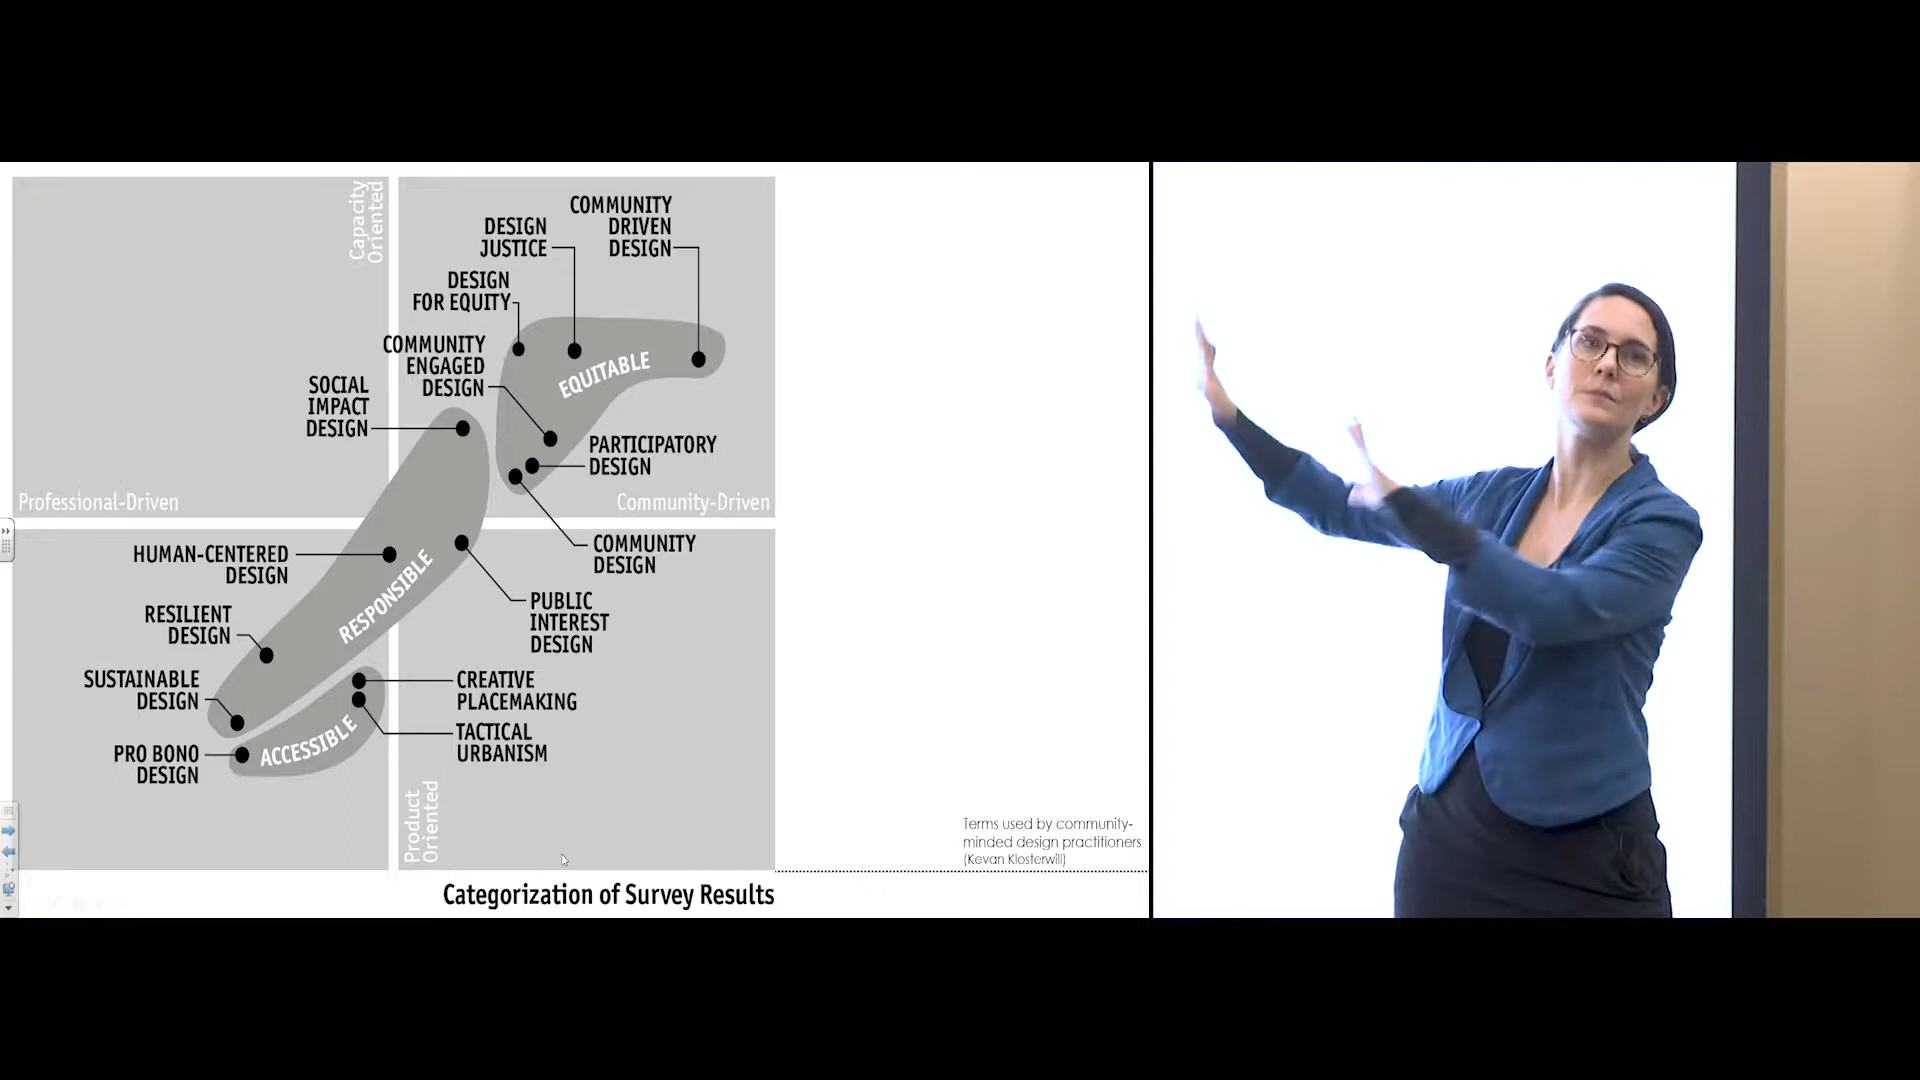 Capacity
Oriented
COMMUNITY
DRIVEN
DESIGN
DESIGN
JUSTICE
DESIGN
FOR EQUITY
COMMUNITY
ENGAGED
DESIGN
EQUITABLE
SOCIAL
IMPACT
DESIGN
PARTICIPATORY
DESIGN
Professional-Driven
Community-Driven
HUMAN-CENTERED
DESIGN
COMMUNITY
DESIGN
RESPONSIBLE
RESILIENT
DESIGN
PUBLIC
INTEREST
DESIGN
SUSTAINABLE
DESIGN
CREATIVE
PLACEMAKING
ACCESSIBLE
TACTICAL
URBANISM
PRO BONO
DESIGN
Product
Oriented
Terms used by community-
minded design practitioners
(Kevan Klosterwill)
Categorization of Survey Results